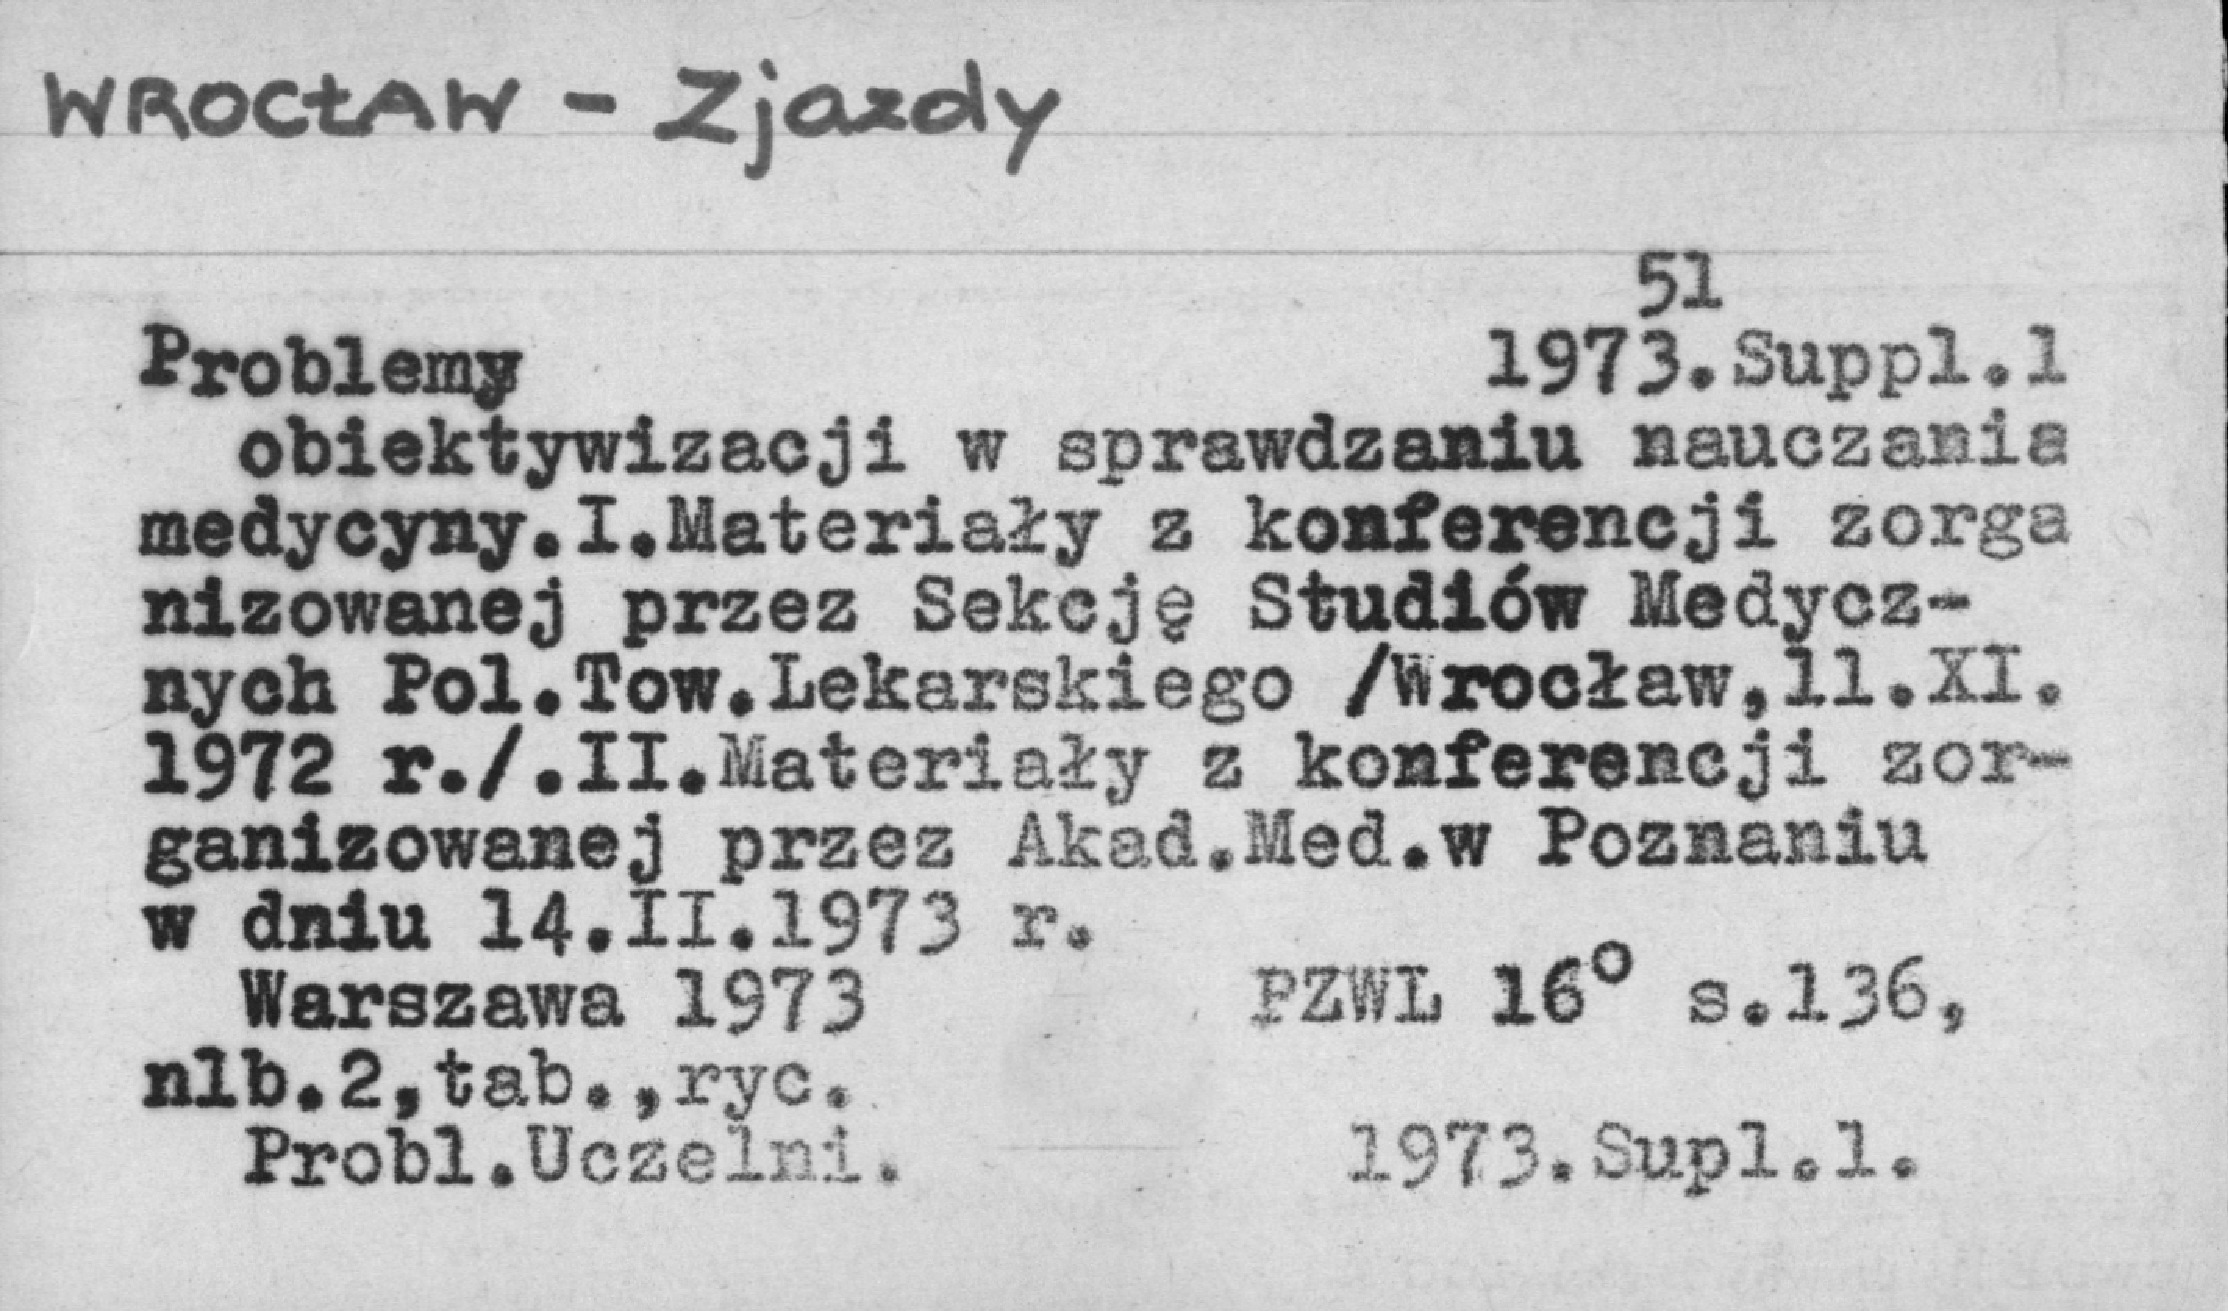 WROCŁAW - Zjazdy
51
Problemy 1973.Suppl.1
obiektywizacji w sprawdzaniu nauczania
medycyny.I.Materiały z konferencji zorga
nizowanej przez Sekcję Studiów Medycz-
nych Pol.Tow.Lekarskiego /Wrocław,11.XI.
1972 r./.II.Materiały z konferencji zor-
ganizowanej przez Akad.Med.w Poznaniu
w dniu 14.II.1973 r.
Warszawa 1973 PZWL 16° s.136,
nlb.2,tab.,ryc.
Probl.Uczelni. 1973.Supl.1.